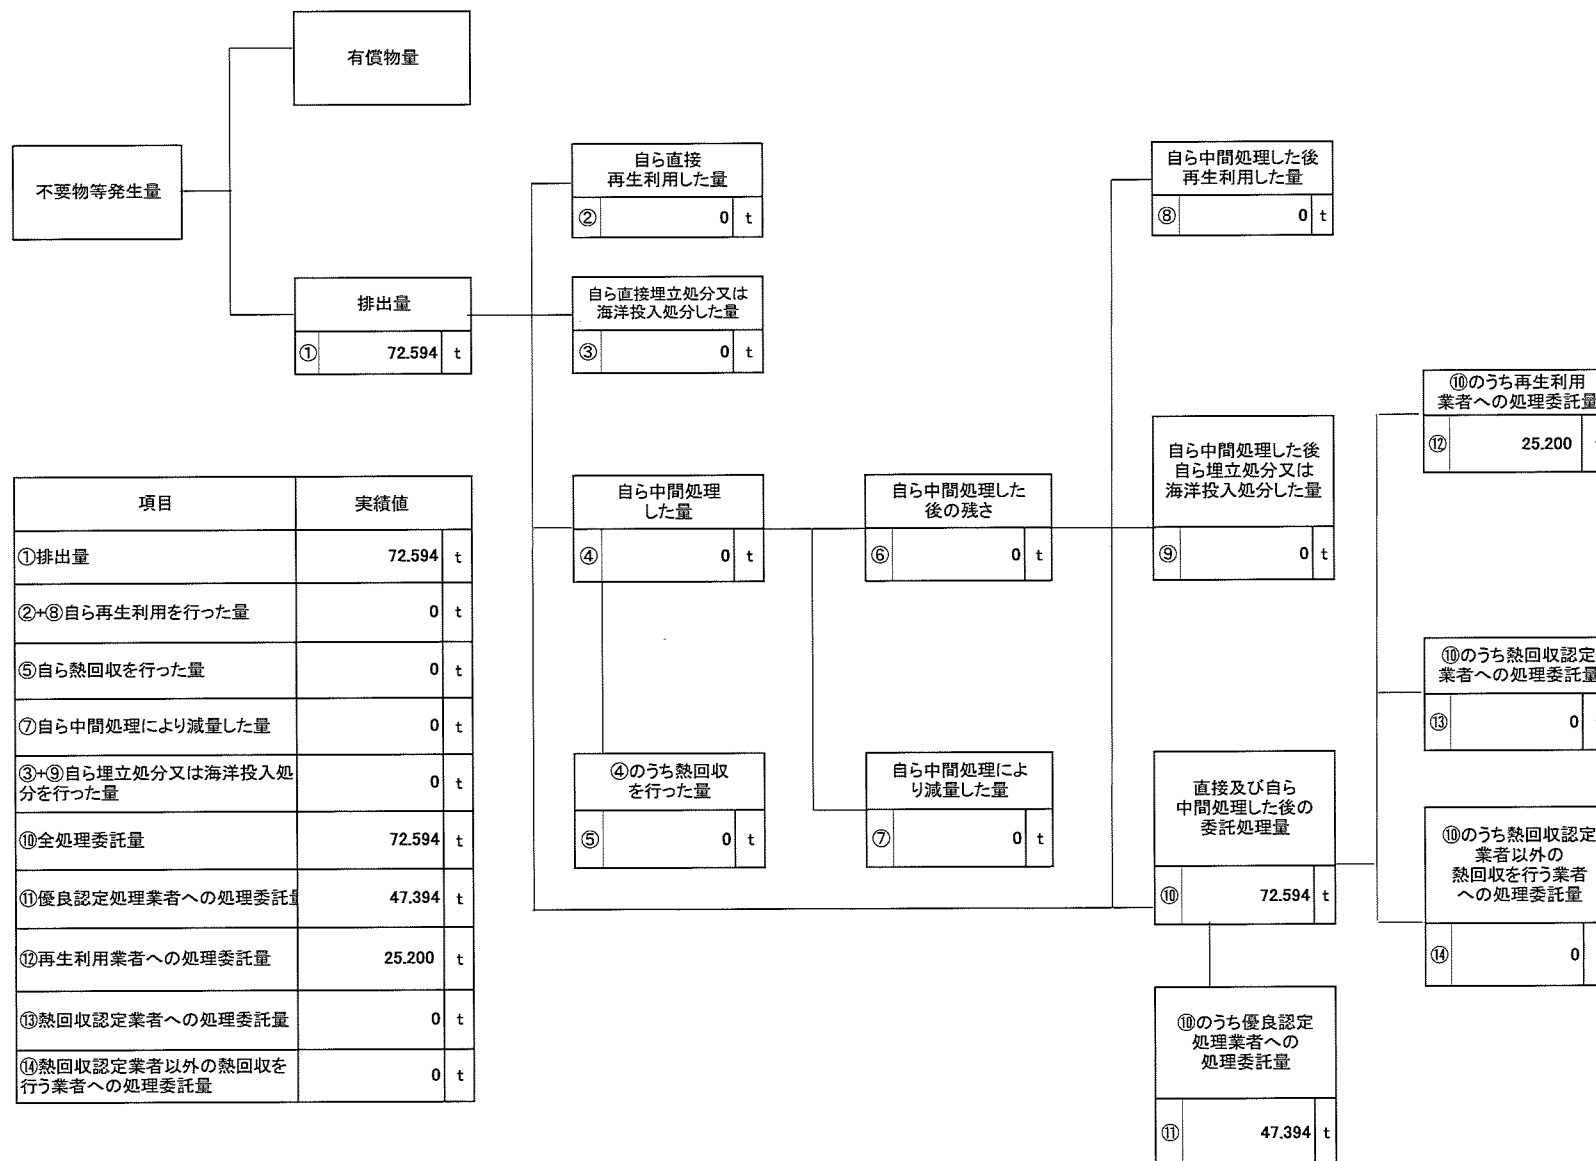 有償物量
不要物等発生量
排出量
① 72.594 t
自ら直接
再生利用した量
② 0 t
自ら直接埋立処分又は
海洋投入処分した量
③ 0 t
自ら中間処理
した量
④ 0 t
④のうち熱回収
を行った量
⑤ 0 t
自ら中間処理した
後の残さ
⑥ 0 t
自ら中間処理によ
り減量した量
⑦ 0 t
自ら中間処理した後
再生利用した量
⑧ 0 t
自ら中間処理した後
自ら埋立処分又は
海洋投入処分した量
⑨ 0 t
直接及び自ら
中間処理した後の
委託処理量
⑩ 72.594 t
⑩のうち優良認定
処理業者への
処理委託量
⑪ 47.394 t
⑩のうち再生利用
業者への処理委託量
⑫ 25.200
⑩のうち熱回収認定
業者への処理委託量
⑬ 0
⑩のうち熱回収認定
業者以外の
熱回収を行う業者
への処理委託量
⑭ 0
項目 実績値
①排出量 72.594 t
②+⑧自ら再生利用を行った量 0 t
⑤自ら熱回収を行った量 0 t
⑦自ら中間処理により減量した量 0 t
③+⑨自ら埋立処分又は海洋投入処
分を行った量 0 t
⑩全処理委託量 72.594 t
⑪優良認定処理業者への処理委託量 47.394 t
⑫再生利用業者への処理委託量 25.200 t
⑬熱回収認定業者への処理委託量 0 t
⑭熱回収認定業者以外の熱回収を
行う業者への処理委託量 0 t